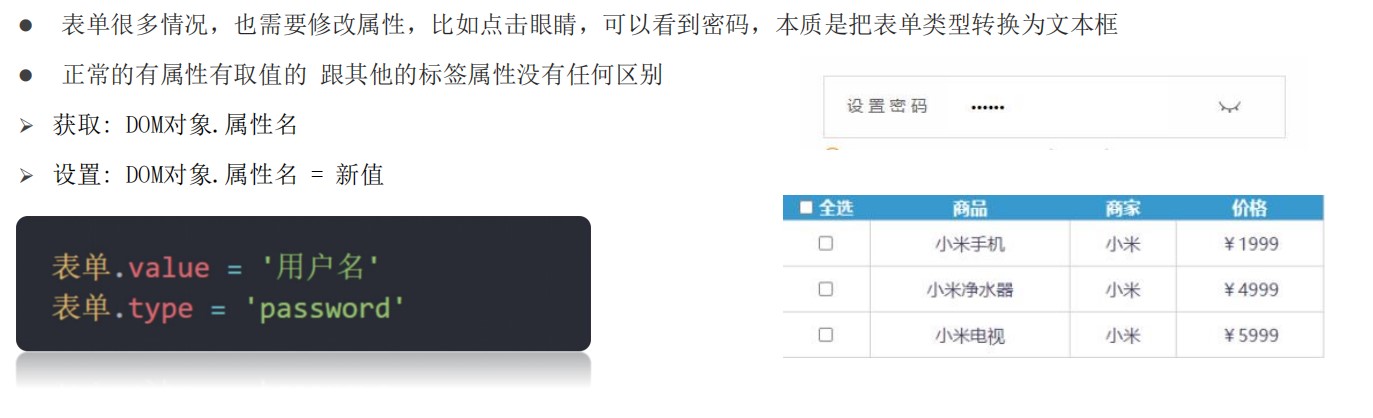 ● 表单很多情况，也需要修改属性，比如点击眼睛，可以看到密码，本质是把表单类型转换为文本框
● 正常的有属性有取值的 跟其他的标签属性没有任何区别
➢ 获取: DOM对象.属性名
➢ 设置: DOM对象.属性名 = 新值
表单.value = '用户名'
表单.type = 'password'
设置密码 ••••••
全选 商品 商家 价格
小米手机 小米 ￥1999
小米净水器 小米 ￥4999
小米电视 小米 ￥5999